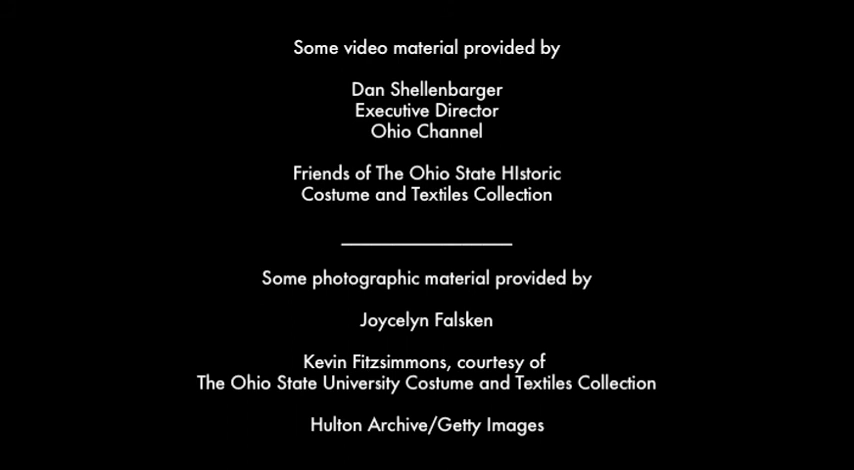 Some video material provided by
Dan Shellenbarger
Executive Director
Ohio Channel
Friends of The Ohio State HIstoric
Costume and Textiles Collection
Some photographic material provided by
Joycelyn Falsken
Kevin Fitzsimmons, courtesy of
The Ohio State University Costume and Textiles Collection
Hulton Archive/Getty Images